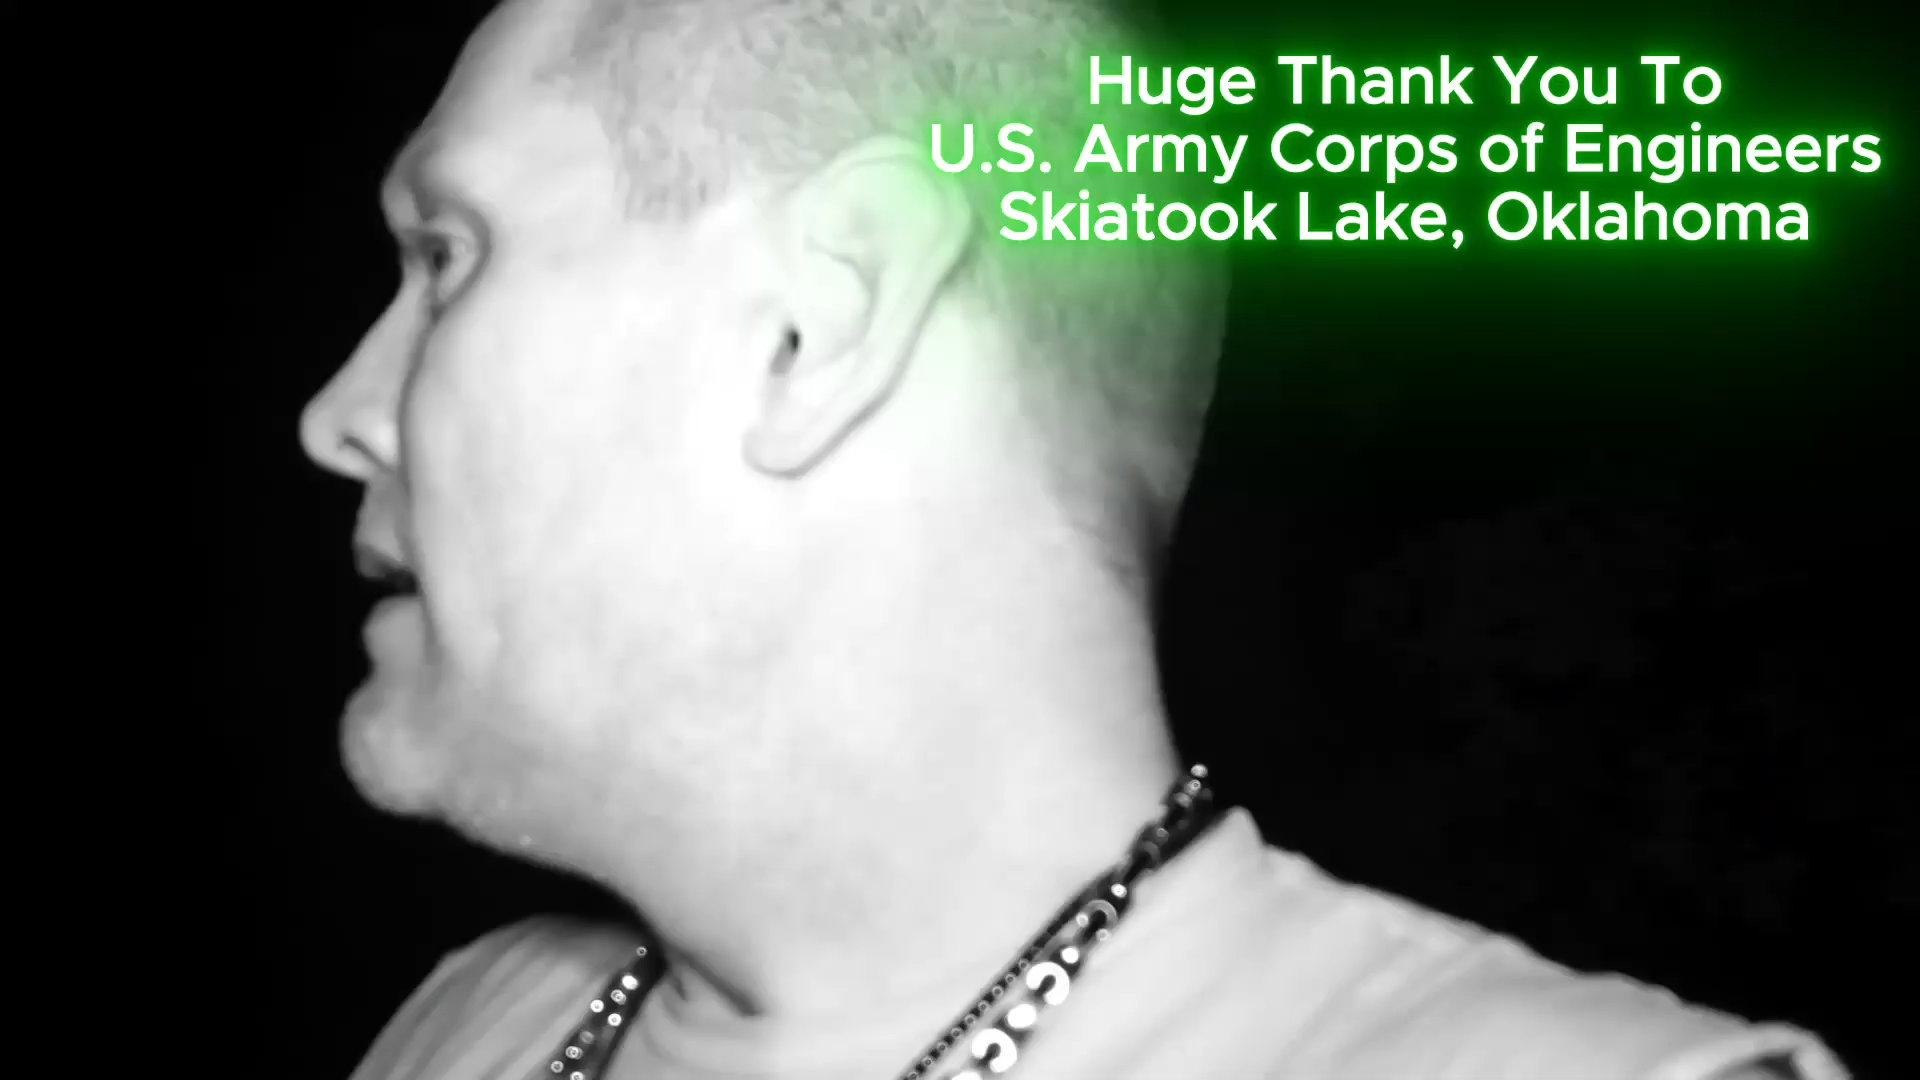 Huge Thank You To
U.S. Army Corps of Engineers
Skiatook Lake, Oklahoma